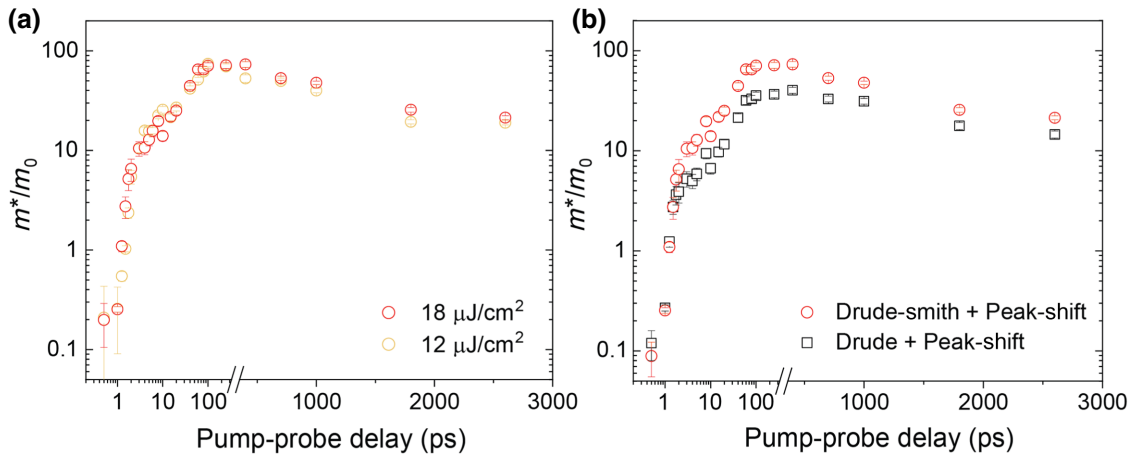 (a)
100
10
1
0.1
m*/m0
18 μJ/cm2
12 μJ/cm2
1 10 100 1000 2000 3000
Pump-probe delay (ps)
(b)
100
10
1
0.1
m*/m0
Drude-smith + Peak-shift
Drude + Peak-shift
1 10 100 1000 2000 3000
Pump-probe delay (ps)